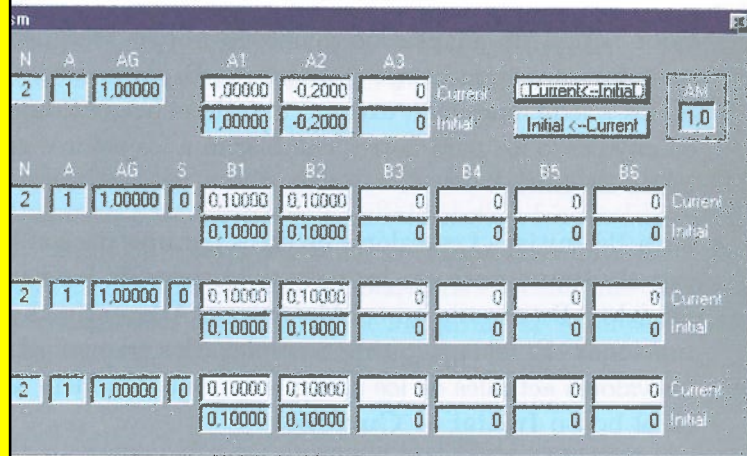 sm
N A AG A1 A2 A3
2 1 1,00000 1,00000 -0,2000 0 Current Current<--Initial AM
1,00000 -0,2000 0 Initial Initial <--Current 1,0
N A AG S B1 B2 B3 B4 B5 B6
2 1 1,00000 0 0,10000 0,10000 0 0 0 0 Current
0,10000 0,10000 0 0 0 0 Initial
2 1 1,00000 0 0,10000 0,10000 0 0 0 0 Current
0,10000 0,10000 0 0 0 0 Initial
2 1 1,00000 0 0,10000 0,10000 0 0 0 0 Current
0,10000 0,10000 0 0 0 0 Initial